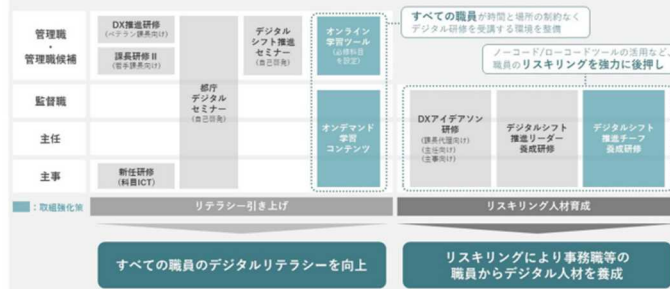 すべての職員が時間と場所の制約なく
デジタル研修を受講する環境を整備
ノーコード/ローコードツールの活用など、
職員のリスキリングを強力に後押し
管理職
・
管理職候補
DX推進研修
(ベテラン課長向け)
課長研修Ⅱ
(若手課長向け)
デジタル
シフト推進
セミナー
(自己啓発)
オンライン
学習ツール
(必修科目
を設定)
監督職
都庁
デジタル
セミナー
(自己啓発)
オンデマンド
学習
コンテンツ
DXアイデアソン
研修
(課長代理向け)
(主任向け)
(主事向け)
デジタルシフト
推進リーダー
養成研修
デジタルシフト
推進チーフ
養成研修
主任
主事
新任研修
(科目ICT)
:取組強化策
リテラシー引き上げ
リスキリング人材育成
すべての職員のデジタルリテラシーを向上
リスキリングにより事務職等の
職員からデジタル人材を養成